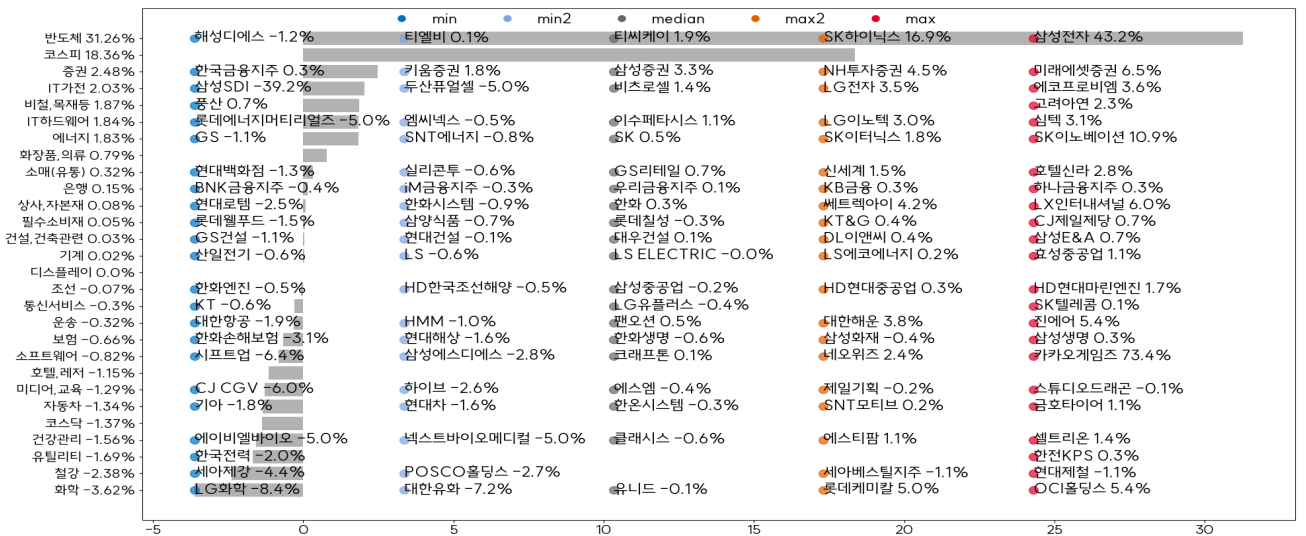 min min2 median max2 max
반도체 31.26% 해성디에스 −1.2% 티엘비 0.1% 티씨케이 1.9% SK하이닉스 16.9% 삼성전자 43.2%
코스피 18.36%
증권 2.48% 한국금융지주 0.3% 키움증권 1.8% 삼성증권 3.3% NH투자증권 4.5% 미래에셋증권 6.5%
IT가전 2.03% 삼성SDI −39.2% 두산퓨얼셀 −5.0% 비츠로셀 1.4% LG전자 3.5% 에코프로비엠 3.6%
비철,목재등 1.87% 풍산 0.7% 고려아연 2.3%
IT하드웨어 1.84% 롯데에너지머티리얼즈 −5.0% 엠씨넥스 −0.5% 이수페타시스 1.1% LG이노텍 3.0% 심텍 3.1%
에너지 1.83% GS −1.1% SNT에너지 −0.8% SK 0.5% SK이터닉스 1.8% SK이노베이션 10.9%
화장품,의류 0.79%
소매(유통) 0.32% 현대백화점 −1.3% 실리콘투 −0.6% GS리테일 0.7% 신세계 1.5% 호텔신라 2.8%
은행 0.15% BNK금융지주 −0.4% iM금융지주 −0.3% 우리금융지주 0.1% KB금융 0.3% 하나금융지주 0.3%
상사,자본재 0.08% 현대로템 −2.5% 한화시스템 −0.9% 한화 0.3% 쎄트렉아이 4.2% LX인터내셔널 6.0%
필수소비재 0.05% 롯데웰푸드 −1.5% 삼양식품 −0.7% 롯데칠성 −0.3% KT&G 0.4% CJ제일제당 0.7%
건설,건축관련 0.03% GS건설 −1.1% 현대건설 −0.1% 대우건설 0.1% DL이앤씨 0.4% 삼성E&A 0.7%
기계 0.02% 산일전기 −0.6% LS −0.6% LS ELECTRIC −0.0% LS에코에너지 0.2% 효성중공업 1.1%
디스플레이 0.0%
조선 −0.07% 한화엔진 −0.5% HD한국조선해양 −0.5% 삼성중공업 −0.2% HD현대중공업 0.3% HD현대마린엔진 1.7%
통신서비스 −0.3% KT −0.6% LG유플러스 −0.4% SK텔레콤 0.1%
운송 −0.32% 대한항공 −1.9% HMM −1.0% 팬오션 0.5% 대한해운 3.8% 진에어 5.4%
보험 −0.66% 한화손해보험 −3.1% 현대해상 −1.6% 한화생명 −0.6% 삼성화재 −0.4% 삼성생명 0.3%
소프트웨어 −0.82% 시프트업 −6.4% 삼성에스디에스 −2.8% 크래프톤 0.1% 네오위즈 2.4% 카카오게임즈 73.4%
호텔,레저 −1.15%
미디어,교육 −1.29% CJ CGV −6.0% 하이브 −2.6% 에스엠 −0.4% 제일기획 −0.2% 스튜디오드래곤 −0.1%
자동차 −1.34% 기아 −1.8% 현대차 −1.6% 한온시스템 −0.3% SNT모티브 0.2% 금호타이어 1.1%
코스닥 −1.37%
건강관리 −1.56% 에이비엘바이오 −5.0% 넥스트바이오메디컬 −5.0% 클래시스 −0.6% 에스티팜 1.1% 셀트리온 1.4%
유틸리티 −1.69% 한국전력 −2.0% 한전KPS 0.3%
철강 −2.38% 세아제강 −4.4% POSCO홀딩스 −2.7% 세아베스틸지주 −1.1% 현대제철 −1.1%
화학 −3.62% LG화학 −8.4% 대한유화 −7.2% 유니드 −0.1% 롯데케미칼 5.0% OCI홀딩스 5.4%
−5 0 5 10 15 20 25 30